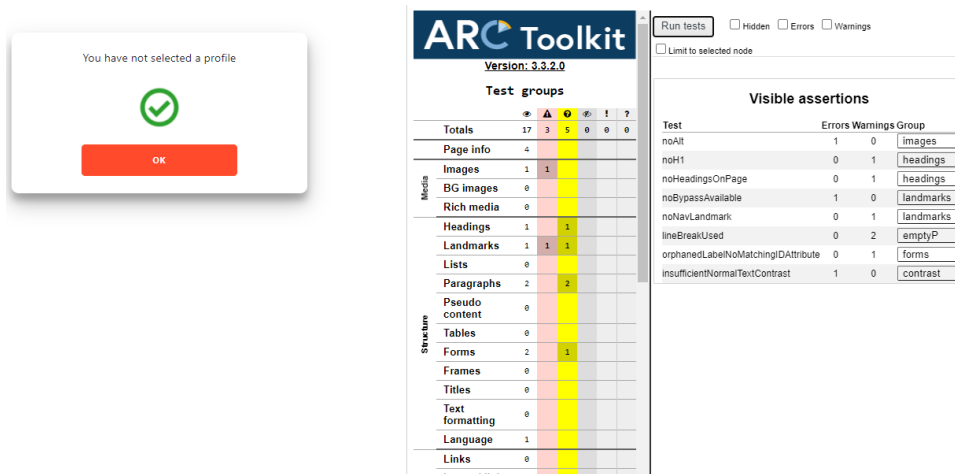 You have not selected a profile
OK
ARC Toolkit
Version: 3.3.2.0
Test groups
! ?
Totals 17 3 5 0 0 0
Page info 4
Media
Images 1 1
BG images 0
Rich media 0
Structure
Headings 1 1
Landmarks 1 1 1
Lists 0
Paragraphs 2 2
Pseudo content 0
Tables 0
Forms 2 1
Frames 0
Titles 0
Text formatting 0
Language 1
Links 0
Run tests Hidden Errors Warnings
Limit to selected node
Visible assertions
Test Errors Warnings Group
noAlt 1 0 images
noH1 0 1 headings
noHeadingsOnPage 0 1 headings
noBypassAvailable 1 0 landmarks
noNavLandmark 0 1 landmarks
lineBreakUsed 0 2 emptyP
orphanedLabelNoMatchingIDAttribute 0 1 forms
insufficientNormalTextContrast 1 0 contrast